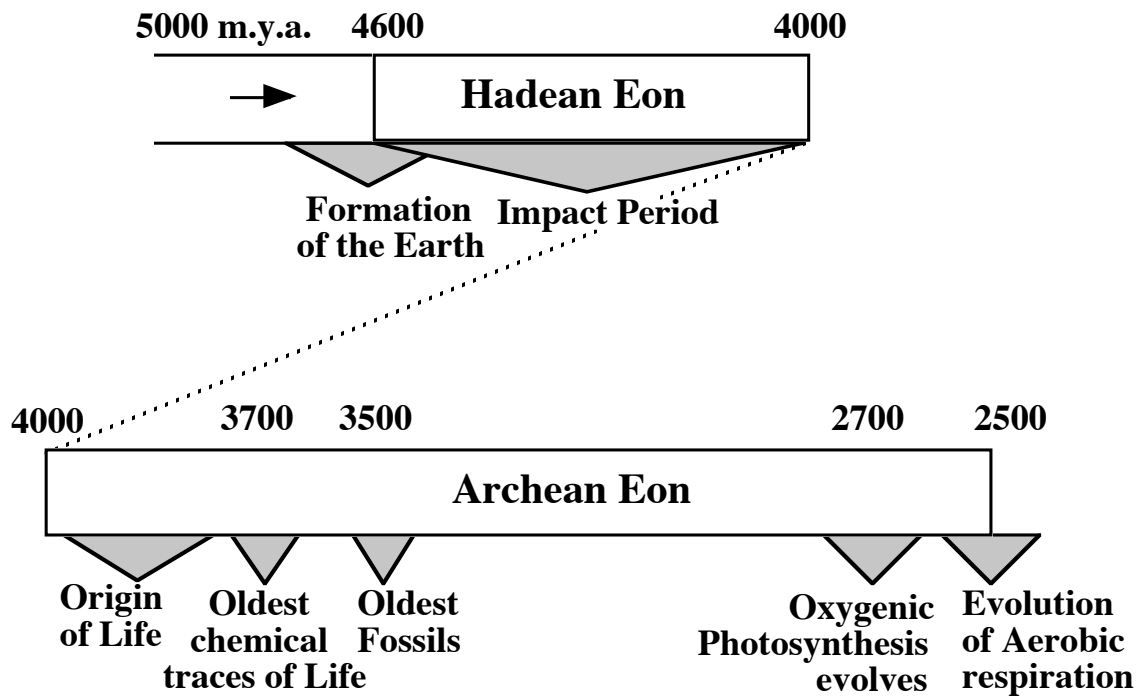 5000 m.y.a. 4600 4000
Hadean Eon
Formation
of the Earth
Impact Period
4000 3700 3500 2700 2500
Archean Eon
Origin
of Life
Oldest
chemical
traces of Life
Oldest
Fossils
Oxygenic
Photosynthesis
evolves
Evolution
of Aerobic
respiration